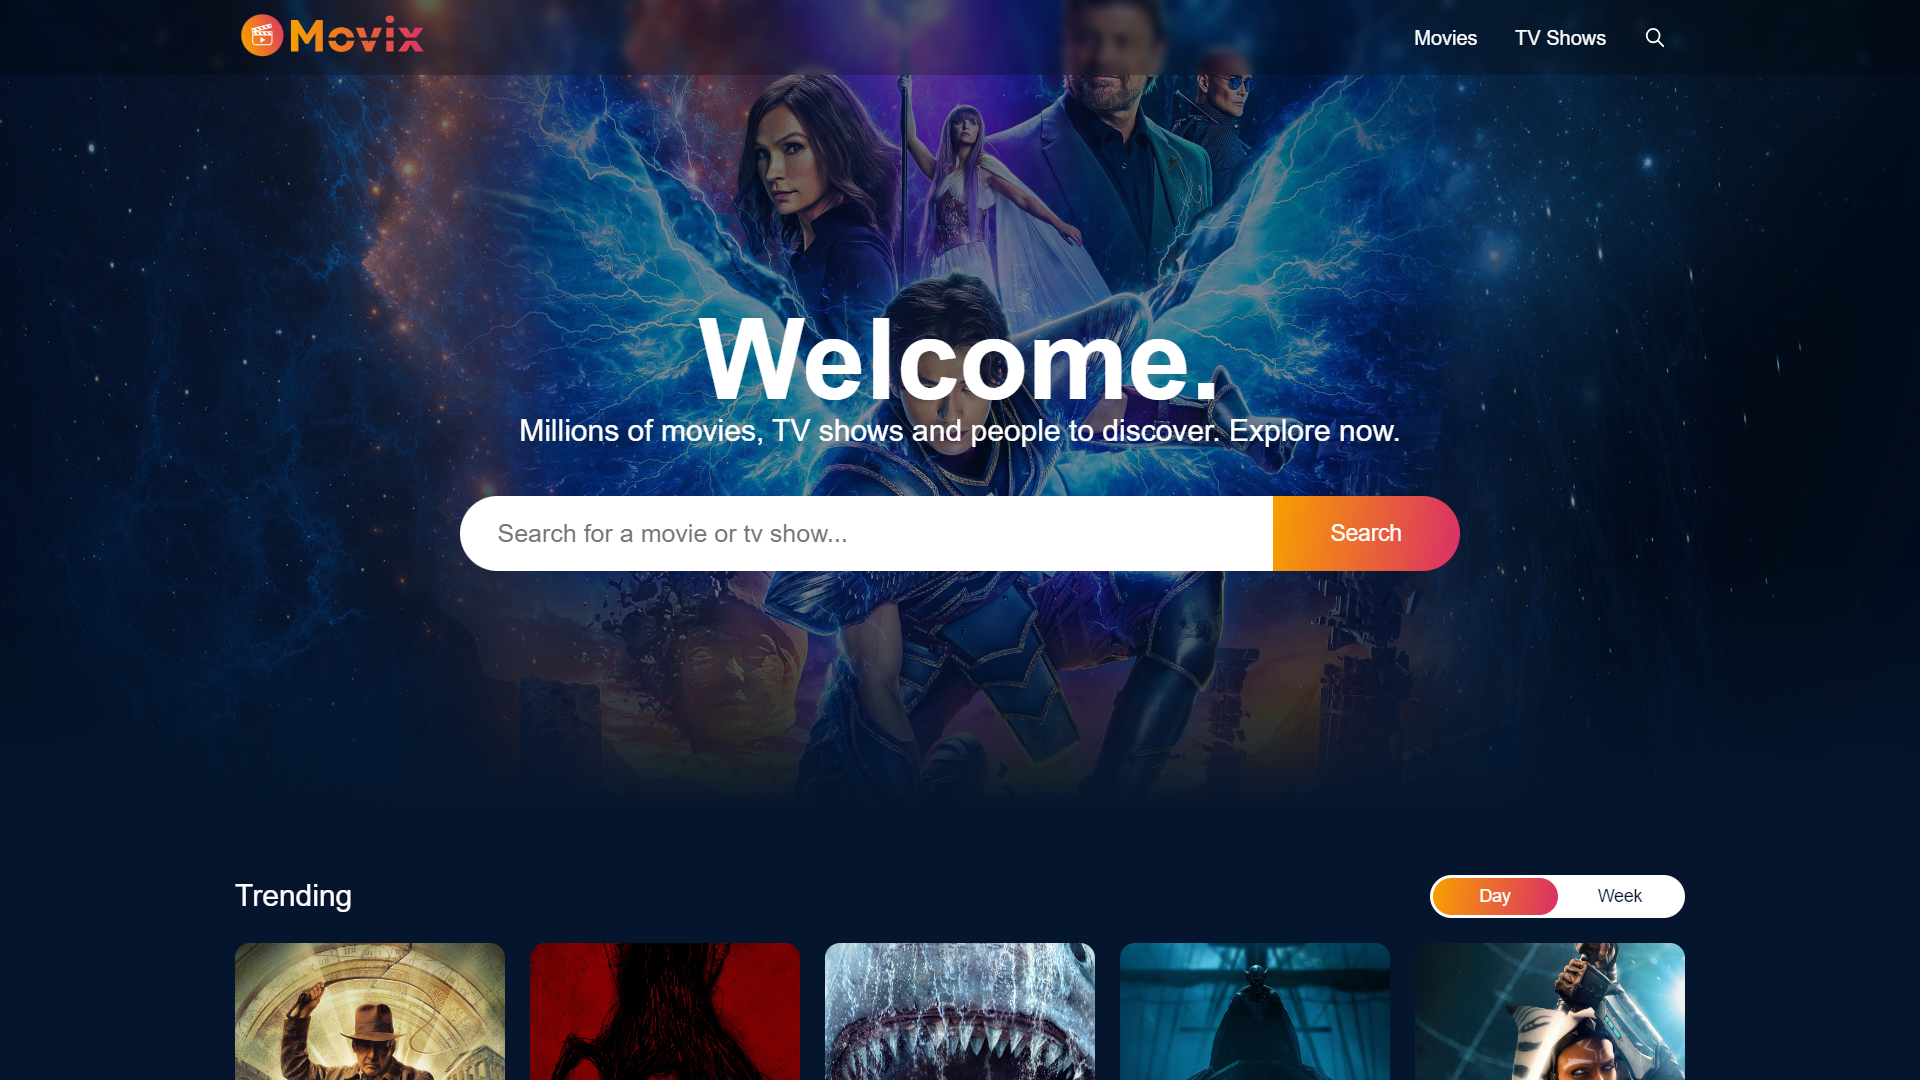 Movix
Movies
TV Shows
Welcome.
Millions of movies, TV shows and people to discover. Explore now.
Search for a movie or tv show...
Search
Trending
Day
Week